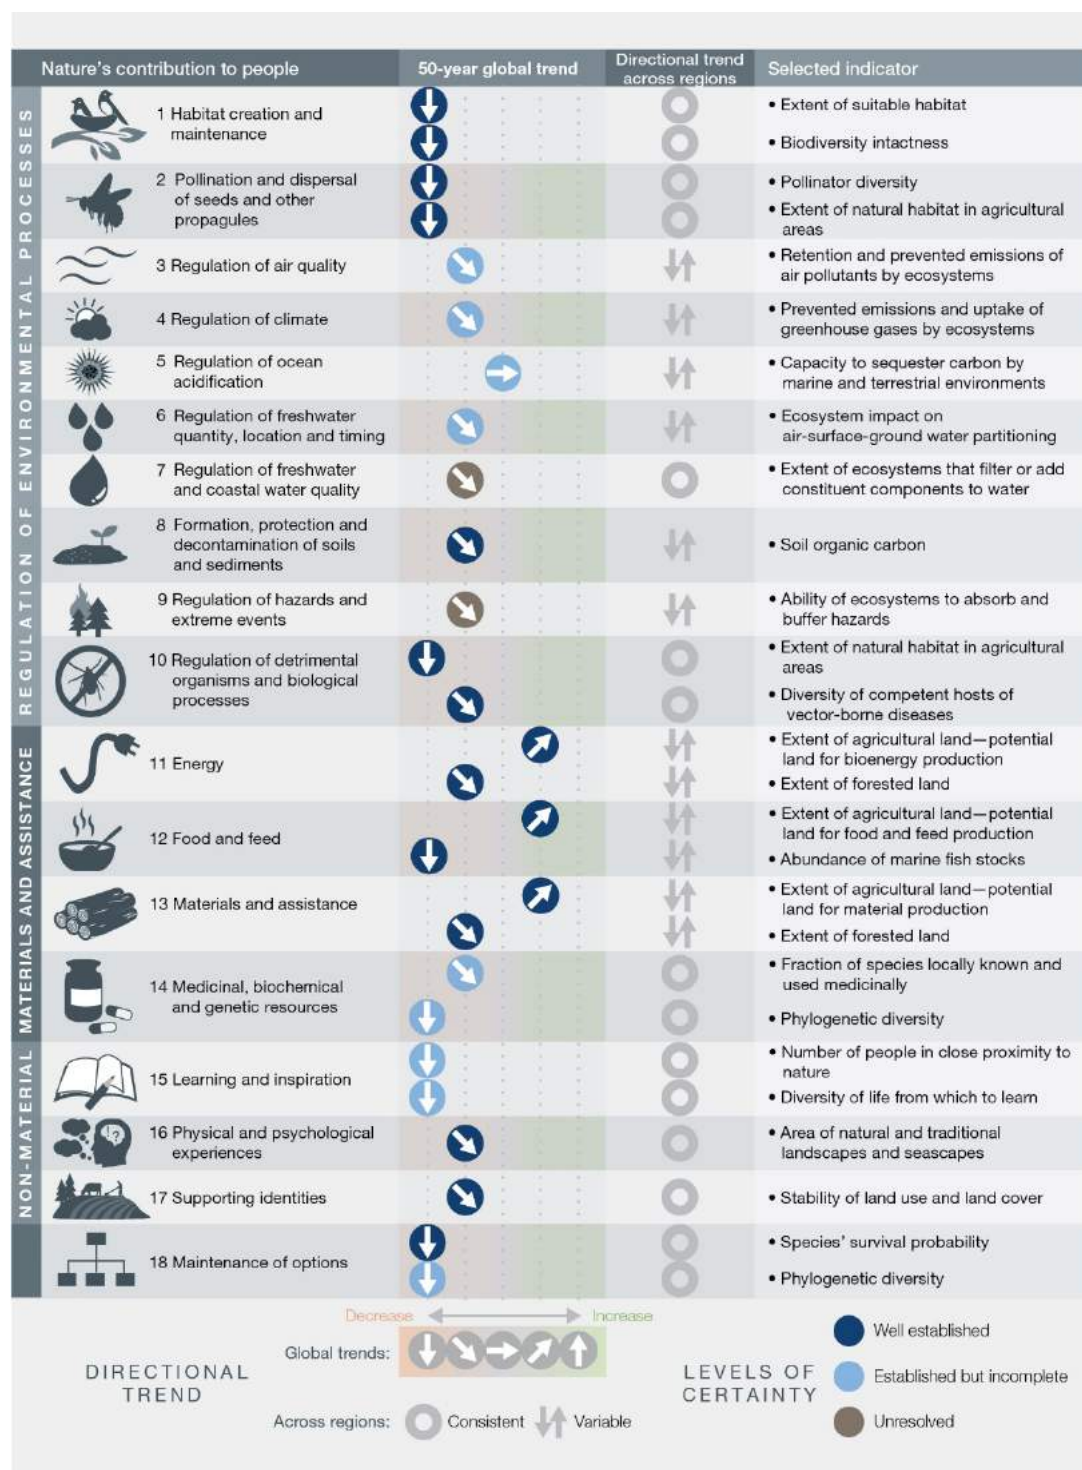 Nature's contribution to people
50-year global trend
Directional trend
across regions
Selected indicator
REGULATION OF ENVIRONMENTAL PROCESSES
1 Habitat creation and
maintenance
• Extent of suitable habitat
• Biodiversity intactness
2 Pollination and dispersal
of seeds and other
propagules
• Pollinator diversity
• Extent of natural habitat in agricultural
areas
3 Regulation of air quality
• Retention and prevented emissions of
air pollutants by ecosystems
4 Regulation of climate
• Prevented emissions and uptake of
greenhouse gases by ecosystems
5 Regulation of ocean
acidification
• Capacity to sequester carbon by
marine and terrestrial environments
6 Regulation of freshwater
quantity, location and timing
• Ecosystem impact on
air-surface-ground water partitioning
7 Regulation of freshwater
and coastal water quality
• Extent of ecosystems that filter or add
constituent components to water
8 Formation, protection and
decontamination of soils
and sediments
• Soil organic carbon
9 Regulation of hazards and
extreme events
• Ability of ecosystems to absorb and
buffer hazards
10 Regulation of detrimental
organisms and biological
processes
• Extent of natural habitat in agricultural
areas
• Diversity of competent hosts of
vector-borne diseases
MATERIALS AND ASSISTANCE
11 Energy
• Extent of agricultural land—potential
land for bioenergy production
• Extent of forested land
12 Food and feed
• Extent of agricultural land—potential
land for food and feed production
• Abundance of marine fish stocks
13 Materials and assistance
• Extent of agricultural land—potential
land for material production
• Extent of forested land
14 Medicinal, biochemical
and genetic resources
• Fraction of species locally known and
used medicinally
• Phylogenetic diversity
NON-MATERIAL
15 Learning and inspiration
• Number of people in close proximity to
nature
• Diversity of life from which to learn
16 Physical and psychological
experiences
• Area of natural and traditional
landscapes and seascapes
17 Supporting identities
• Stability of land use and land cover
18 Maintenance of options
• Species' survival probability
• Phylogenetic diversity
Decrease
Increase
DIRECTIONAL
TREND
Global trends:
Across regions:
Consistent
Variable
LEVELS OF
CERTAINTY
Well established
Established but incomplete
Unresolved